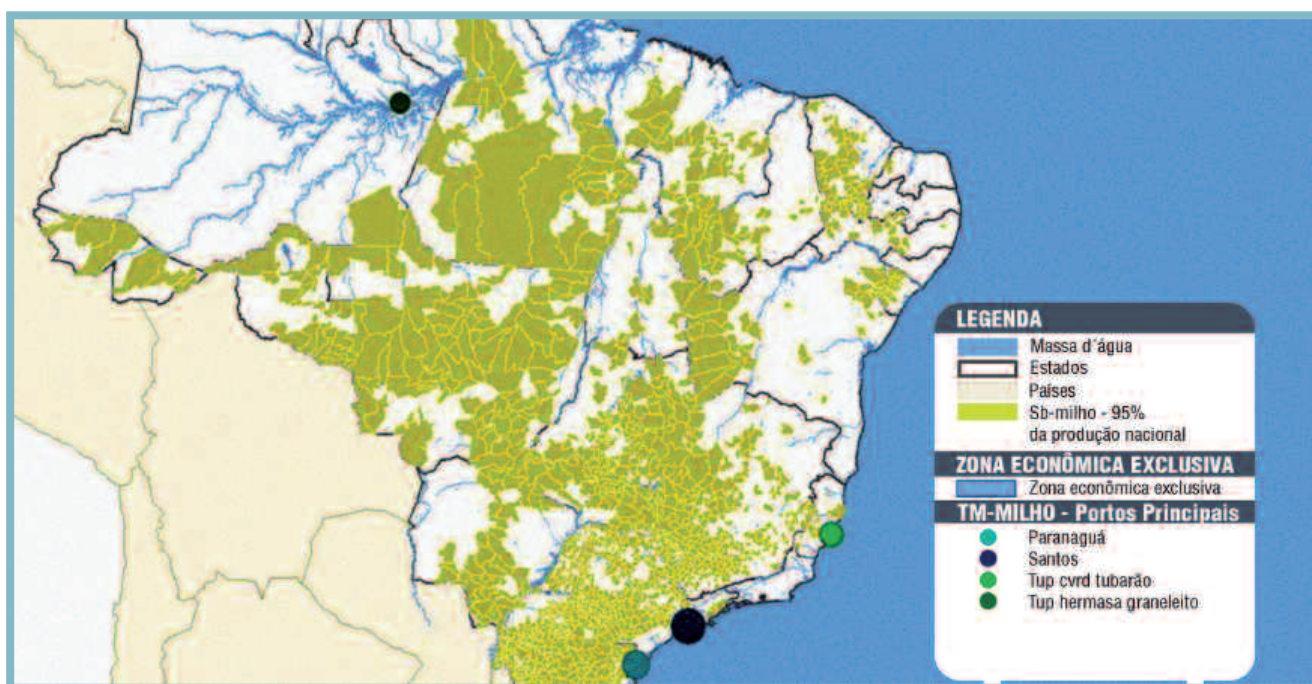 LEGENDA
Massa d´água
Estados
Países
Sb-milho - 95%
da produção nacional
ZONA ECONÔMICA EXCLUSIVA
Zona econômica exclusiva
TM-MILHO - Portos Principais
Paranaguá
Santos
Tup cvrd tubarão
Tup hermasa graneleito